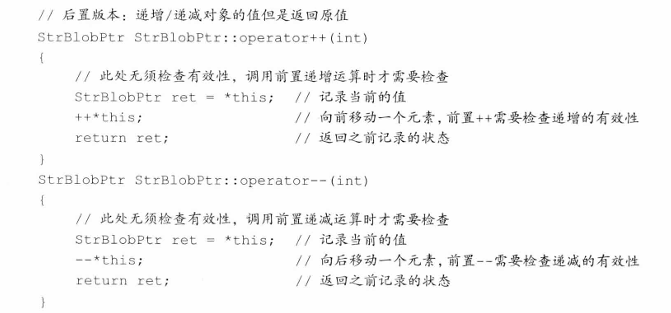 // 后置版本：递增/递减对象的值但是返回原值
StrBlobPtr StrBlobPtr::operator++(int)
{
    // 此处无须检查有效性，调用前置递增运算时才需要检查
    StrBlobPtr ret = *this;   // 记录当前的值
    ++*this;                  // 向前移动一个元素，前置++需要检查递增的有效性
    return ret;               // 返回之前记录的状态
}
StrBlobPtr StrBlobPtr::operator--(int)
{
    // 此处无须检查有效性，调用前置递减运算时才需要检查
    StrBlobPtr ret = *this;   // 记录当前的值
    --*this;                  // 向后移动一个元素，前置--需要检查递减的有效性
    return ret;               // 返回之前记录的状态
}